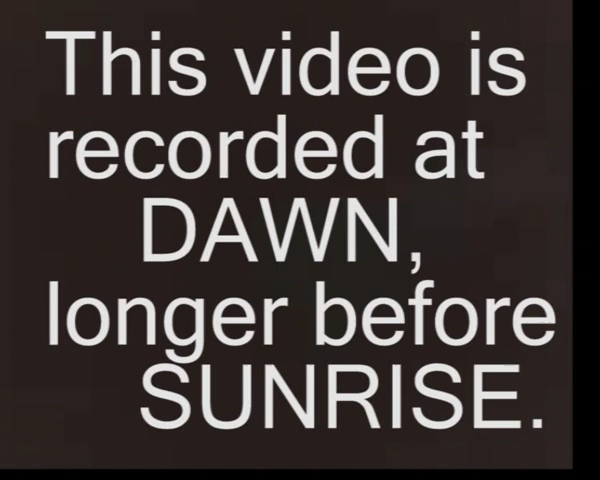 This video is
recorded at
DAWN,
longer before
SUNRISE.